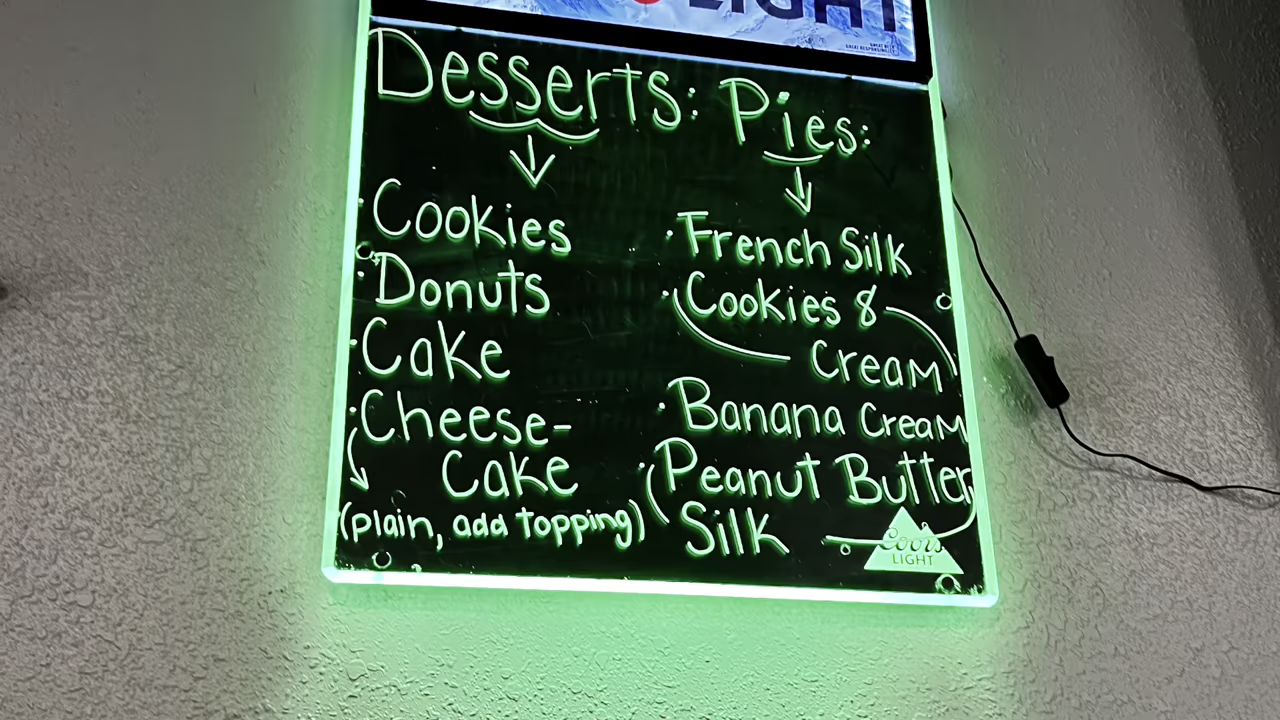 LIGHT
Desserts:
Cookies
Donuts
Cake
Cheese-
Cake
(plain, add topping)
Pies:
French Silk
Cookies &
Cream
Banana Cream
Peanut Butter
Silk
Coors
LIGHT